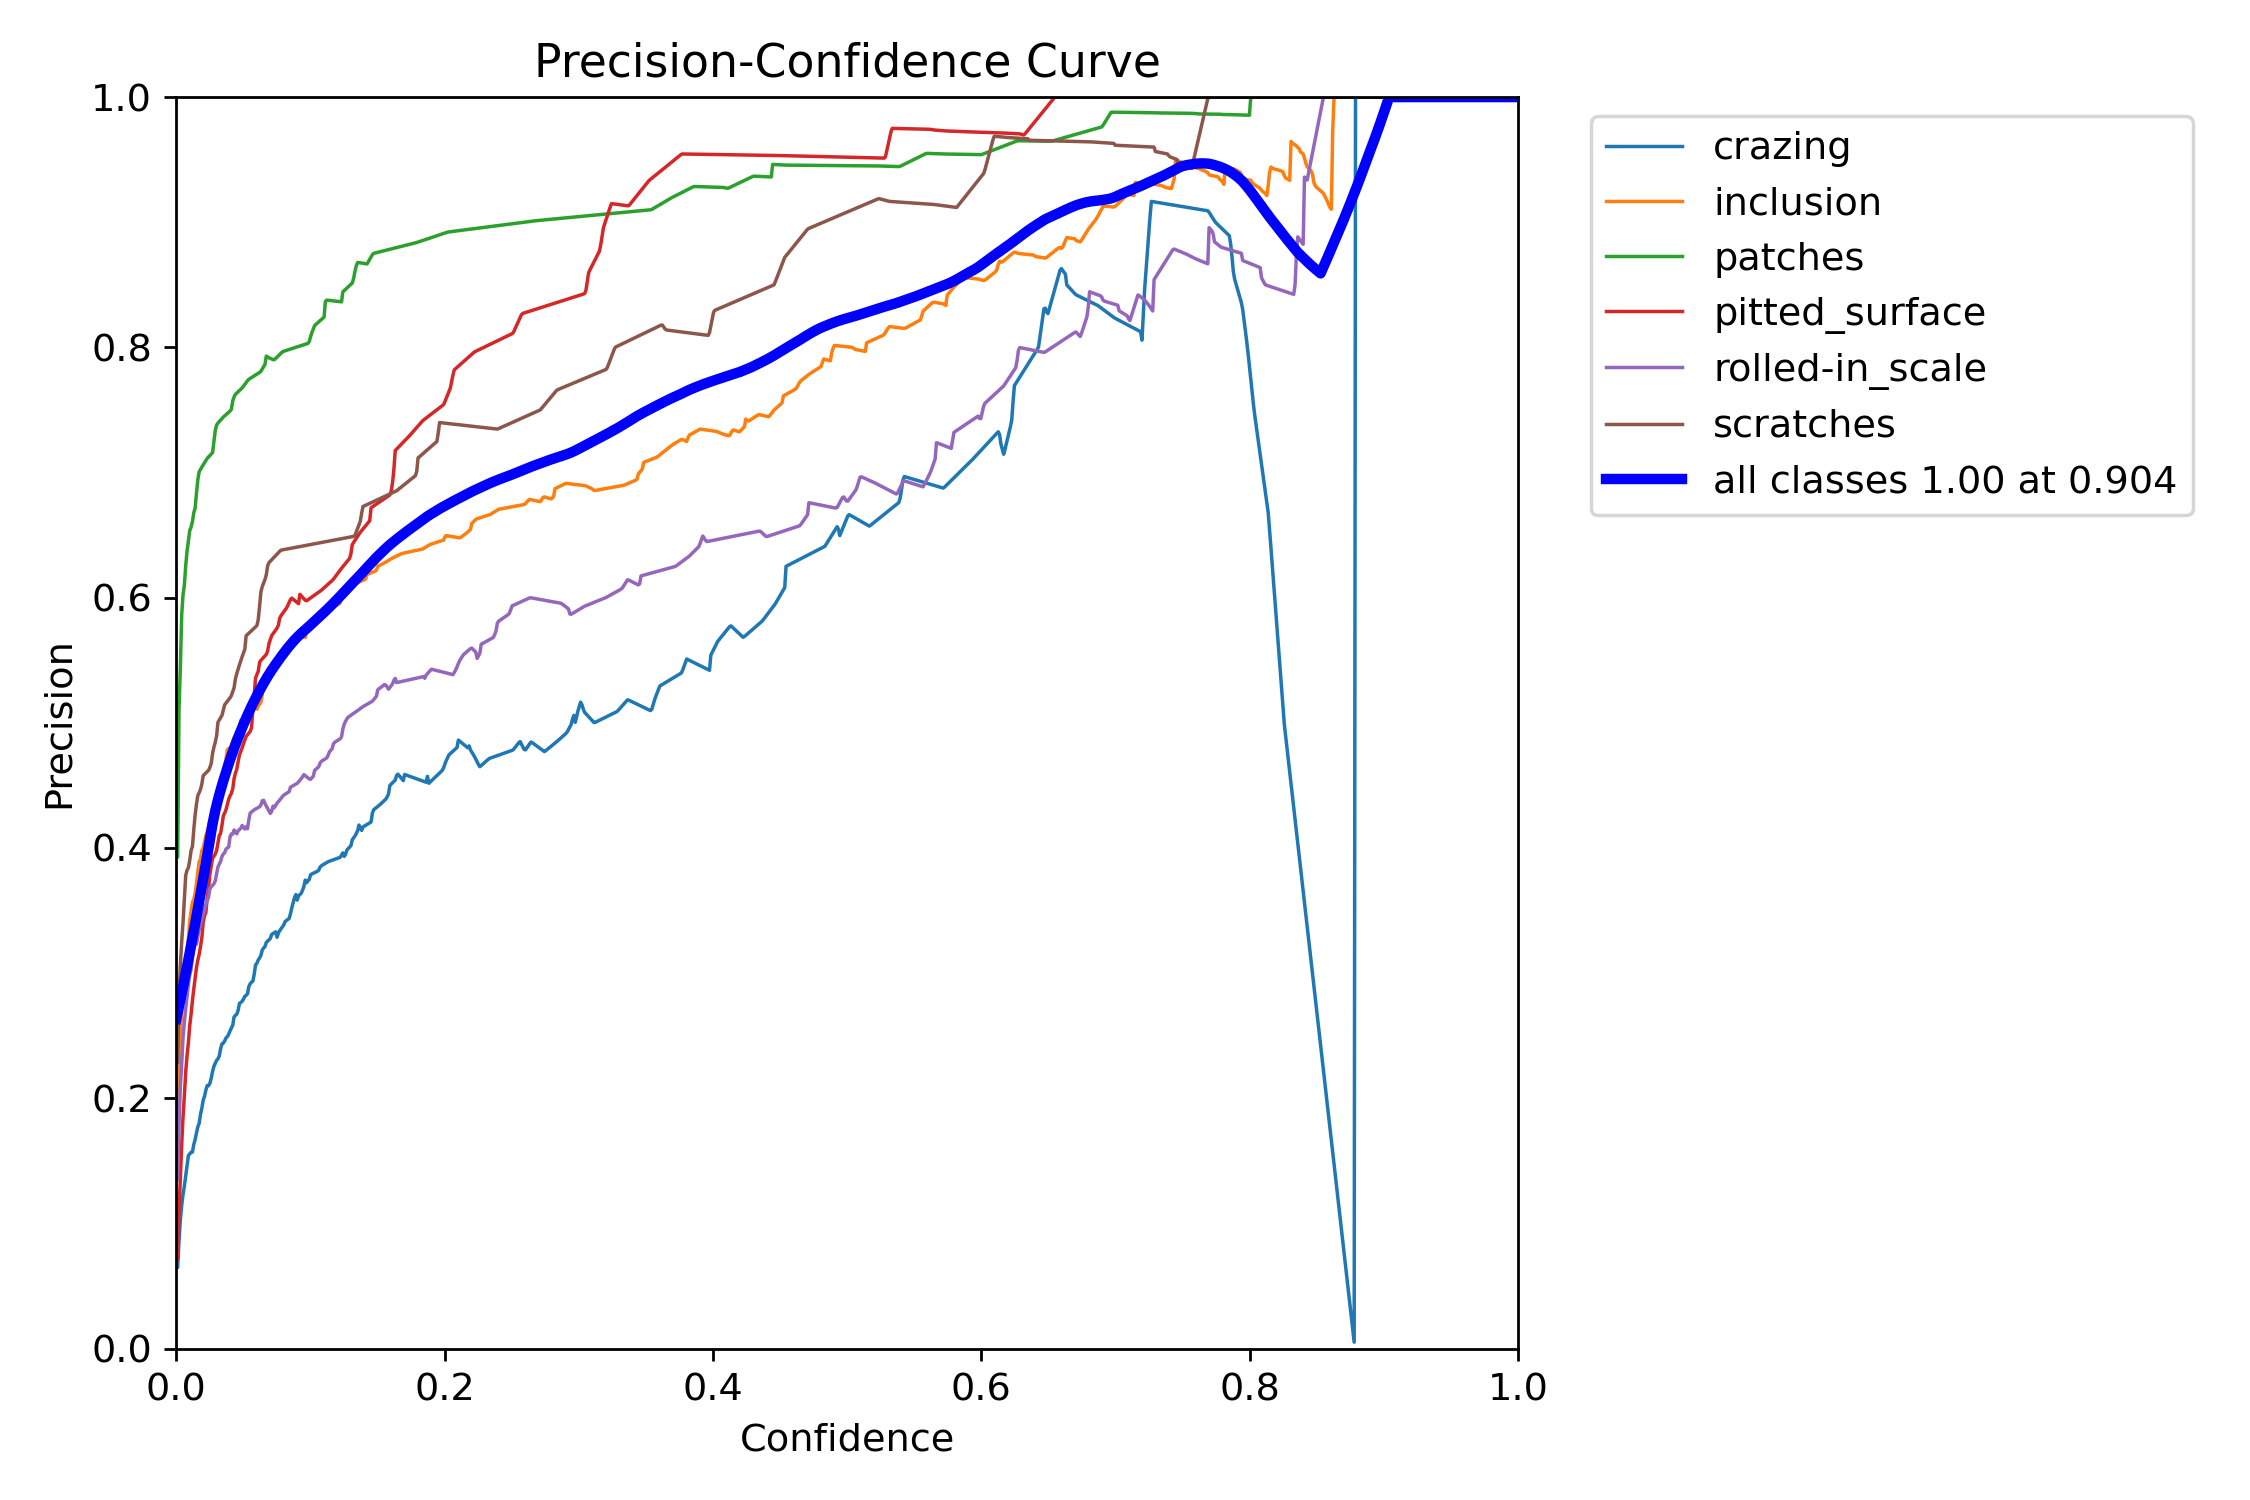 Precision-Confidence Curve
1.0
0.8
0.6
0.4
0.2
0.0
Precision
0.0 0.2 0.4 0.6 0.8 1.0
Confidence
crazing
inclusion
patches
pitted_surface
rolled-in_scale
scratches
all classes 1.00 at 0.904